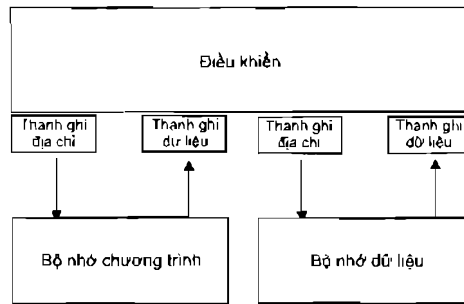 Điều khiển
Thanh ghi
địa chỉ
Thanh ghi
dư liệu
Thanh ghi
địa chỉ
Thanh ghi
dữ liệu
Bộ nhớ chương trình
Bộ nhớ dữ liệu